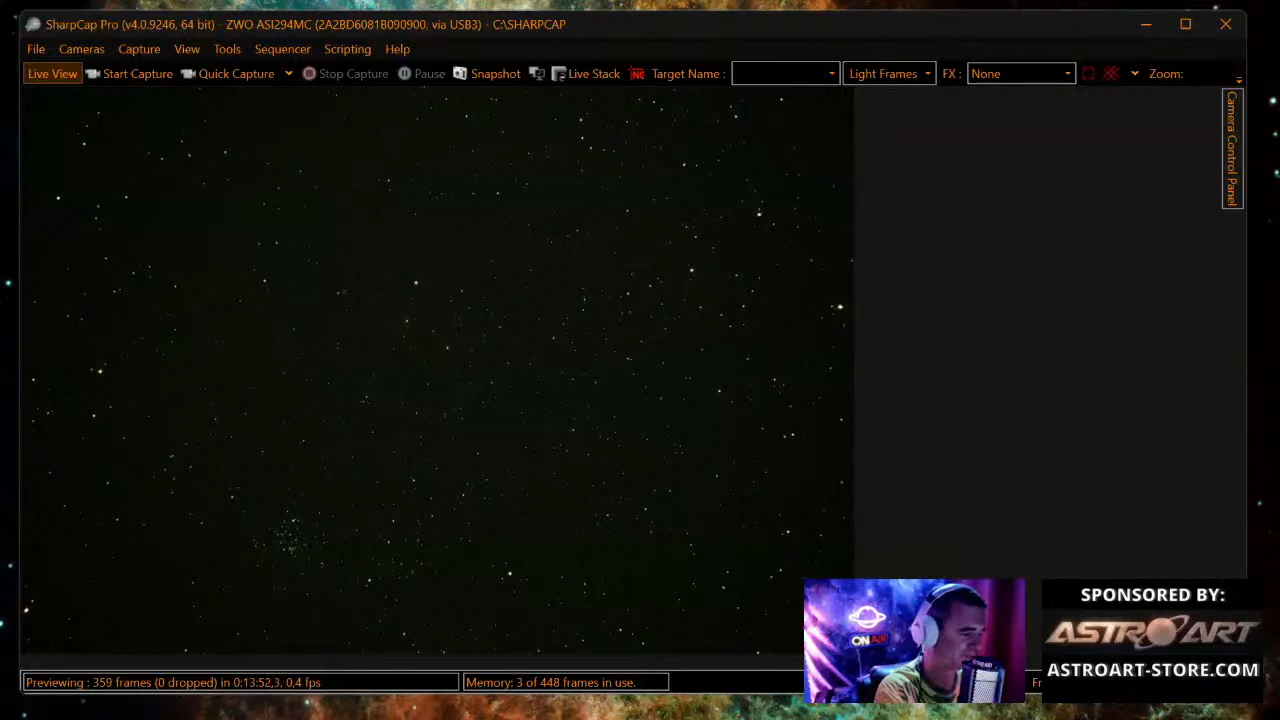 SharpCap Pro (v4.0.9246, 64 bit) - ZWO ASI294MC (2A2BD6081B090900, via USB3) - C:\SHARPCAP
File Cameras Capture View Tools Sequencer Scripting Help
Live View Start Capture Quick Capture Stop Capture Pause Snapshot Live Stack Target Name : Light Frames FX : None Zoom:
Camera Control Panel
ON AIR
SPONSORED BY:
ASTROART
ASTROART-STORE.COM
Previewing : 359 frames (0 dropped) in 0:13:52,3, 0,4 fps Memory: 3 of 448 frames in use.